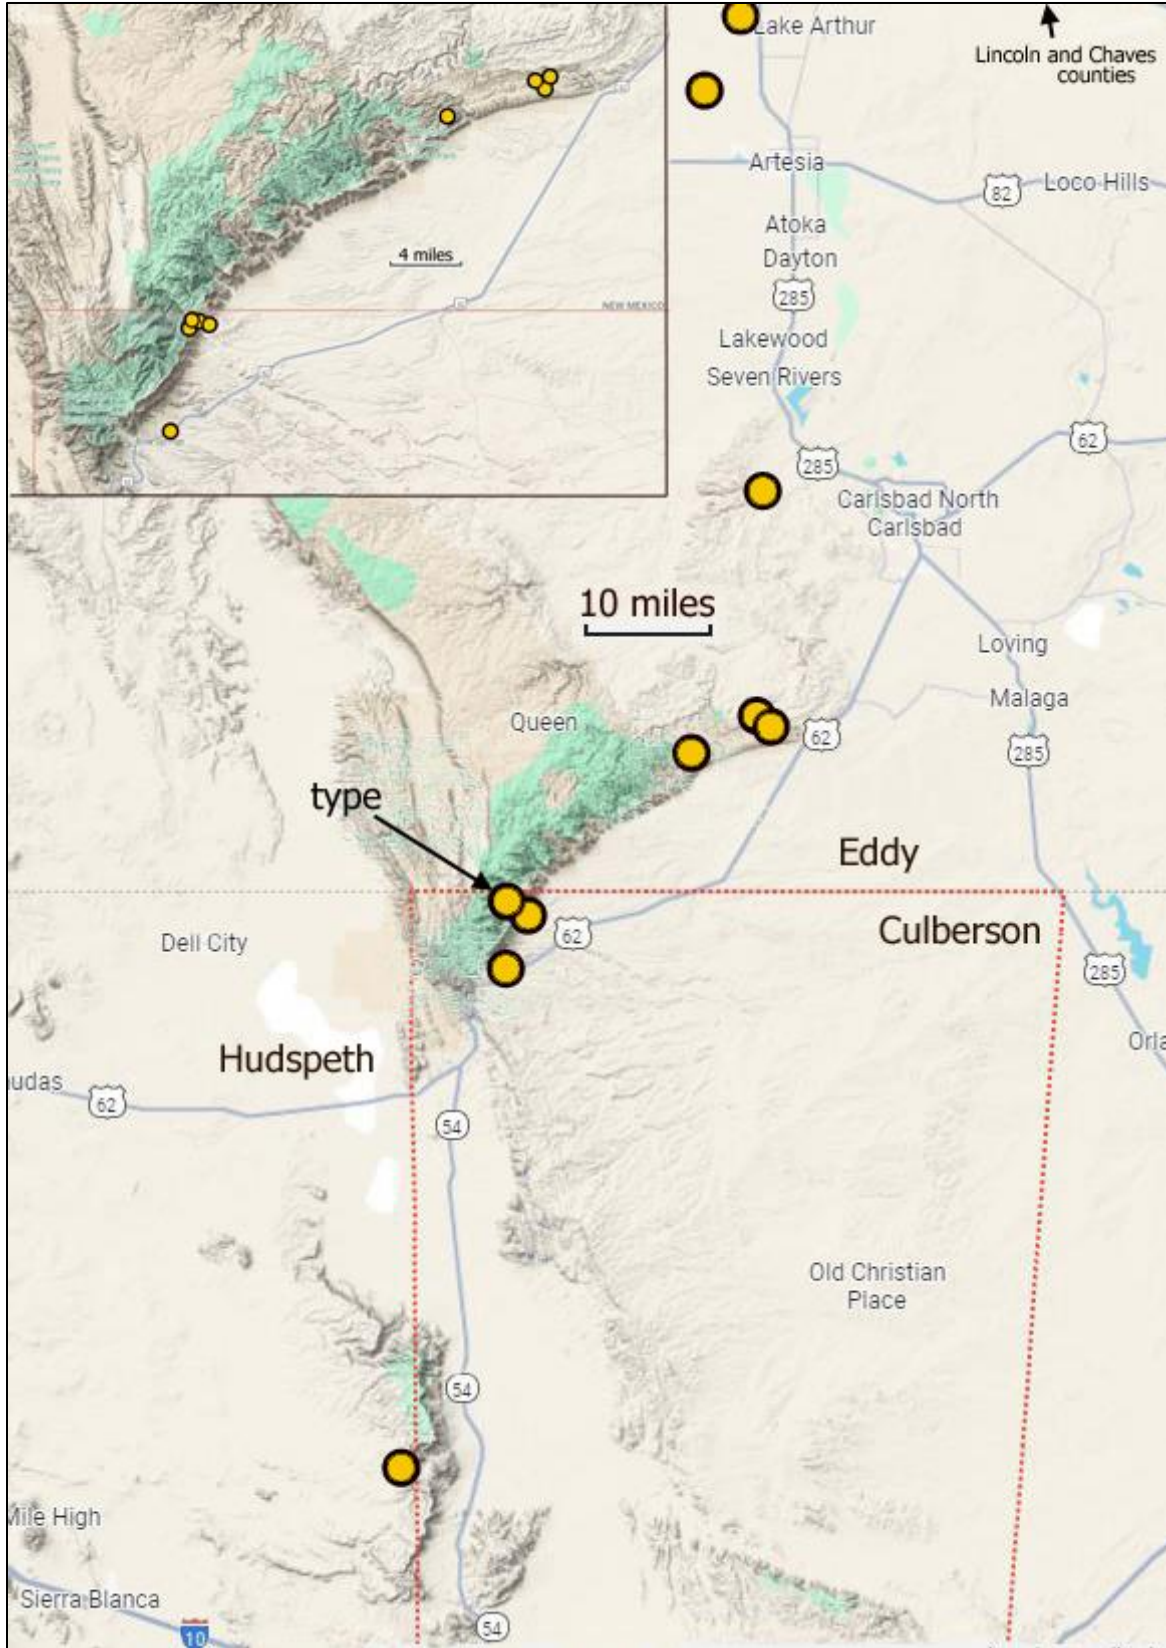 Lake Arthur
Lincoln and Chaves
counties
Artesia
82
Loco Hills
Atoka
Dayton
285
4 miles
NEW MEXICO
Lakewood
Seven Rivers
62
285
Carlsbad North
Carlsbad
10 miles
Loving
Malaga
Queen
62
285
type
Eddy
Culberson
Dell City
62
285
Hudspeth
Orla
udas
62
54
Old Christian
Place
54
Mile High
Sierra Blanca
10
54